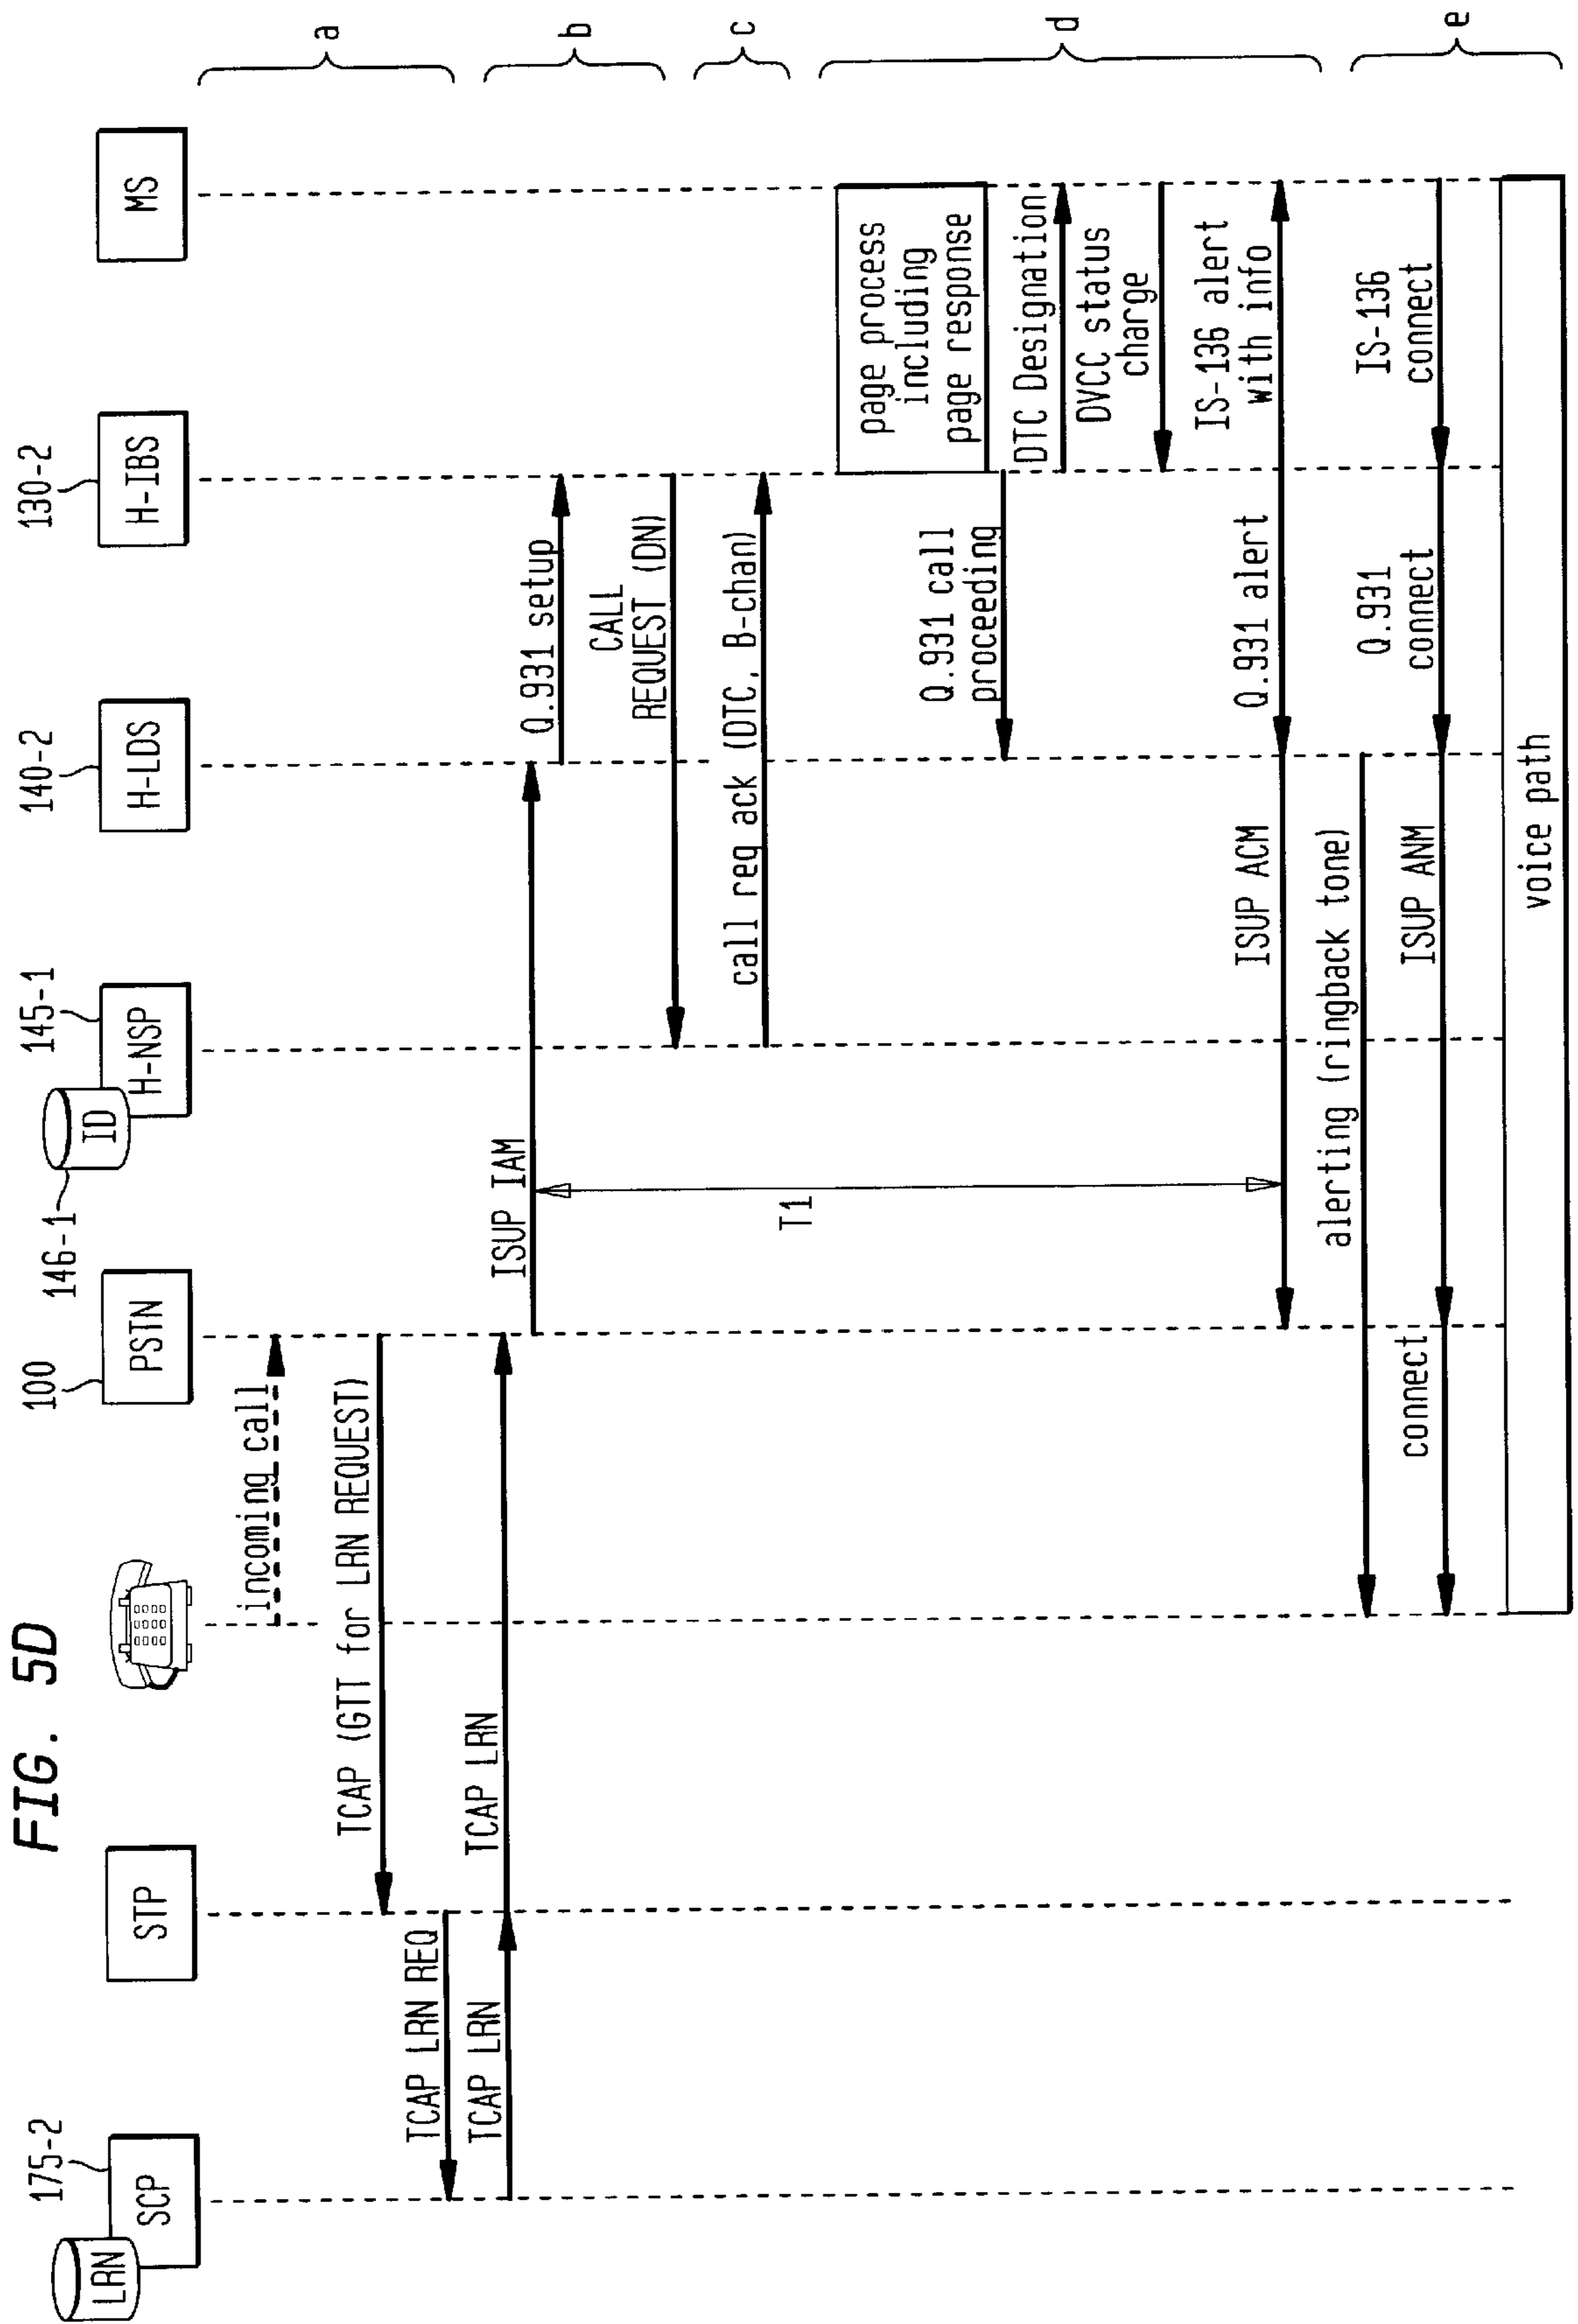 FIG. 5D
175-2
100
146-1
145-1
140-2
130-2
LRN
SCP
STP
PSTN
ID
H-NSP
H-LDS
H-IBS
MS
incoming call
a
TCAP (GTT for LRN REQUEST)
TCAP LRN REQ
TCAP LRN
TCAP LRN
ISUP IAM
Q.931 setup
b
CALL
REQUEST (DN)
call req ack (DTC, B-chan)
c
T1
page process
including
page response
Q.931 call
proceeding
DTC Designation
d
DVCC status
charge
ISUP ACM
Q.931 alert
IS-136 alert
with info
alerting (ringback tone)
connect
ISUP ANM
Q.931
connect
IS-136
connect
e
voice path